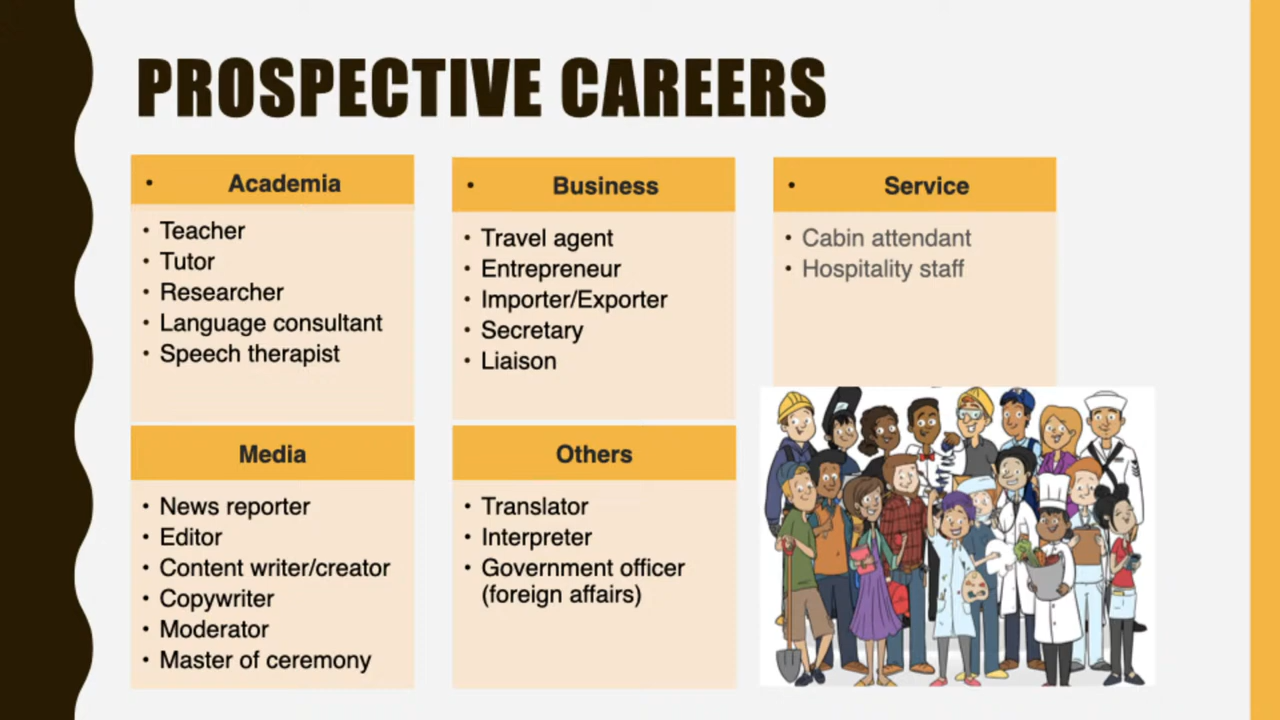 PROSPECTIVE CAREERS
• Academia
• Teacher
• Tutor
• Researcher
• Language consultant
• Speech therapist
• Business
• Travel agent
• Entrepreneur
• Importer/Exporter
• Secretary
• Liaison
• Service
• Cabin attendant
• Hospitality staff
Media
• News reporter
• Editor
• Content writer/creator
• Copywriter
• Moderator
• Master of ceremony
Others
• Translator
• Interpreter
• Government officer
(foreign affairs)